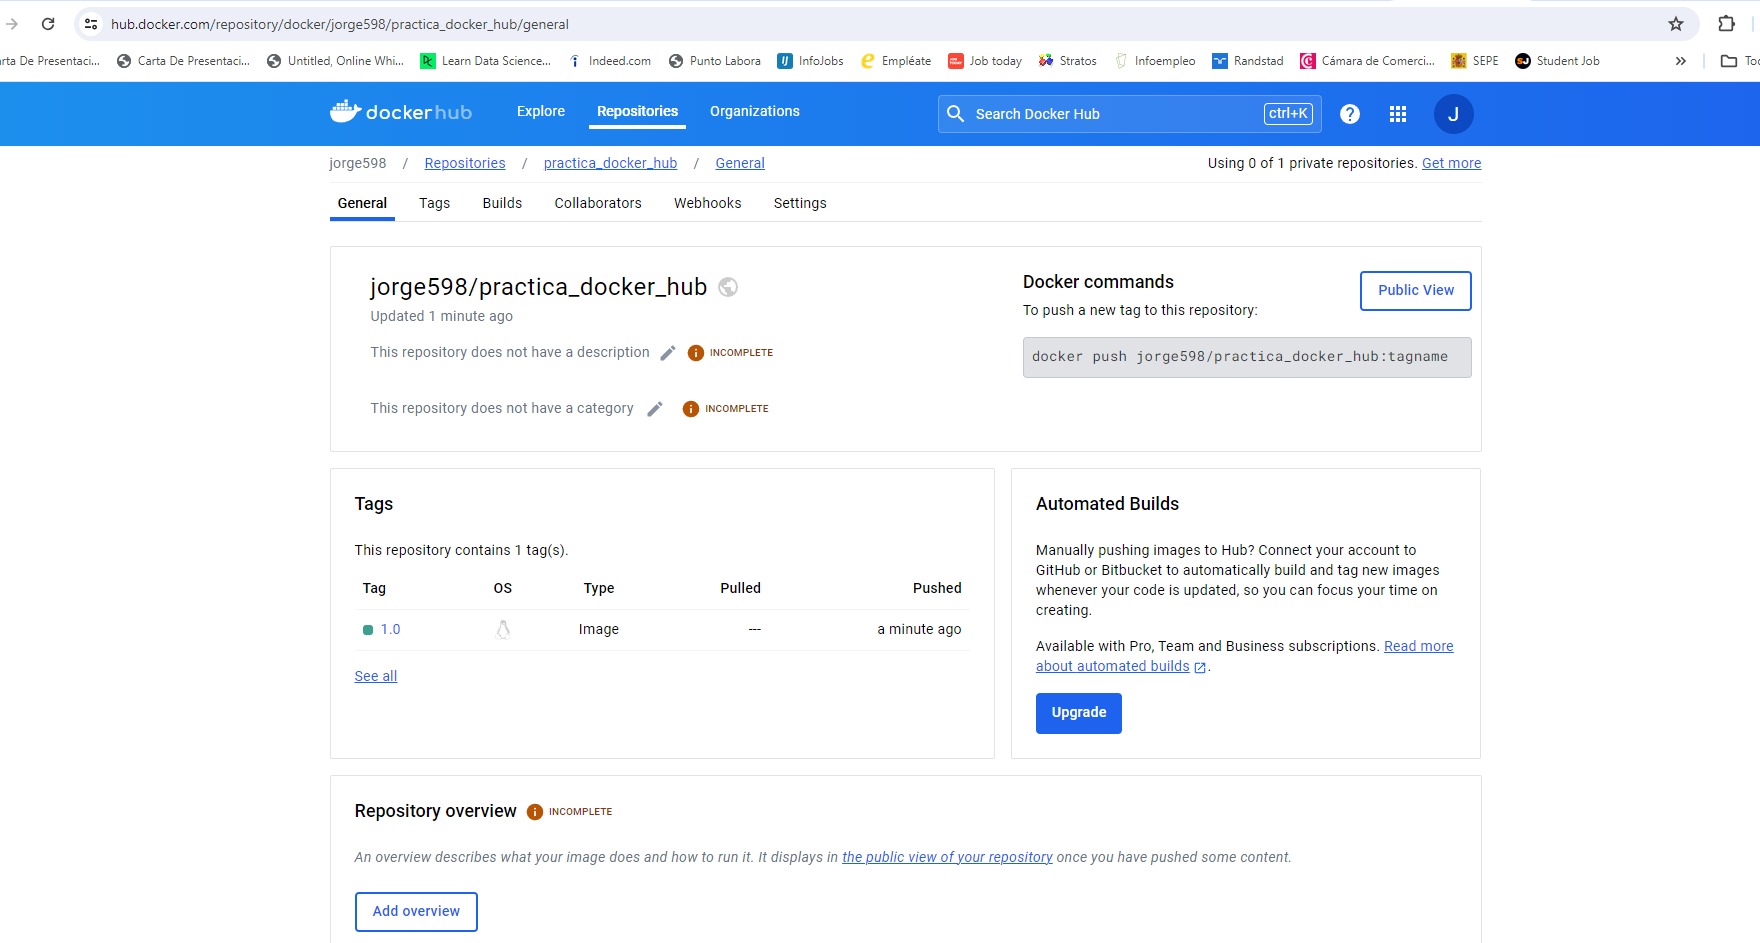 hub.docker.com/repository/docker/jorge598/practica_docker_hub/general
arta De Presentaci... Carta De Presentaci... Untitled, Online Whi... Learn Data Science... Indeed.com Punto Labora InfoJobs Empléate Job today Stratos Infoempleo Randstad Cámara de Comerci... SEPE Student Job » Too
dockerhub Explore Repositories Organizations Search Docker Hub ctrl+K ? J
jorge598 / Repositories / practica_docker_hub / General Using 0 of 1 private repositories. Get more
General Tags Builds Collaborators Webhooks Settings
jorge598/practica_docker_hub
Updated 1 minute ago
This repository does not have a description INCOMPLETE
This repository does not have a category INCOMPLETE
Docker commands
Public View
To push a new tag to this repository:
docker push jorge598/practica_docker_hub:tagname
Tags
This repository contains 1 tag(s).
Tag OS Type Pulled Pushed
1.0 Image --- a minute ago
See all
Automated Builds
Manually pushing images to Hub? Connect your account to
GitHub or Bitbucket to automatically build and tag new images
whenever your code is updated, so you can focus your time on
creating.
Available with Pro, Team and Business subscriptions. Read more
about automated builds .
Upgrade
Repository overview INCOMPLETE
An overview describes what your image does and how to run it. It displays in the public view of your repository once you have pushed some content.
Add overview